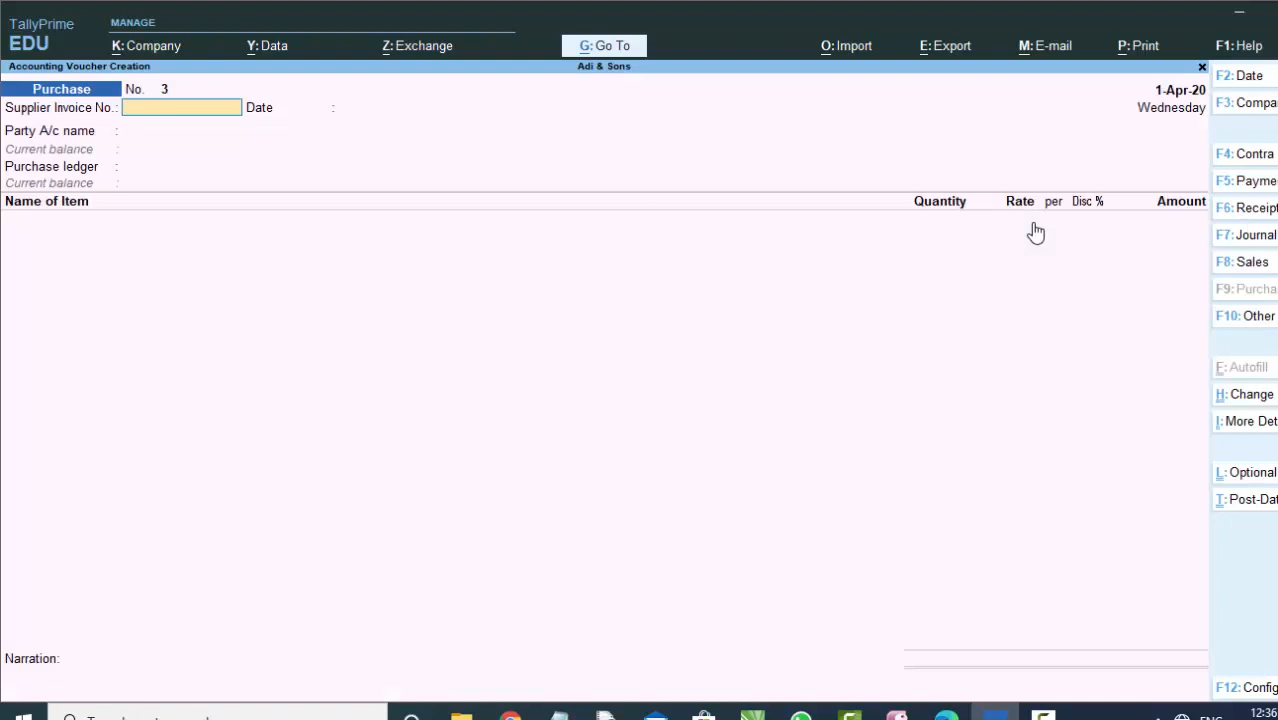 TallyPrime
EDU
MANAGE
K: Company
Y: Data
Z: Exchange
G: Go To
O: Import
E: Export
M: E-mail
P: Print
F1: Help
Accounting Voucher Creation
Adi & Sons
Purchase No. 3
1-Apr-20
Supplier Invoice No.: Date :
Wednesday
Party A/c name :
Current balance :
Purchase ledger :
Current balance :
Name of Item Quantity Rate per Disc % Amount
Narration:
F2: Date
F3: Compa
F4: Contra
F5: Payme
F6: Receipt
F7: Journal
F8: Sales
F9: Purcha
F10: Other
F: Autofill
H: Change
I: More Det
L: Optional
T: Post-Dat
F12: Config
12:36